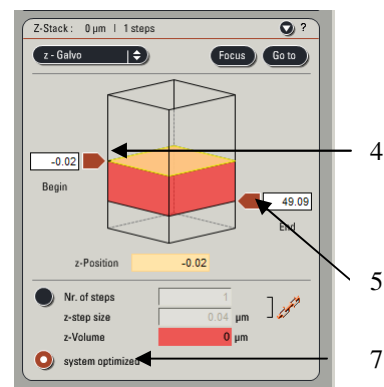 Z-Stack: 0 µm | 1 steps ?
z - Galvo Focus Go to
4
-0.02
Begin
49.09
End
z-Position -0.02
5
Nr. of steps 1
z-step size 0.04 µm
z-Volume 0 µm
system optimized 7